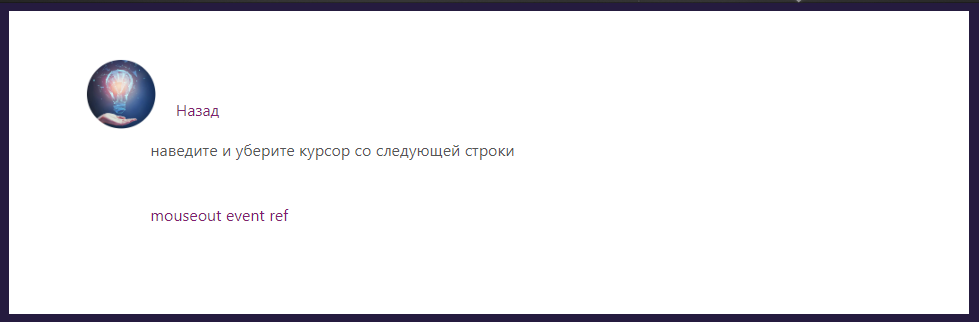 Назад
наведите и уберите курсор со следующей строки
mouseout event ref